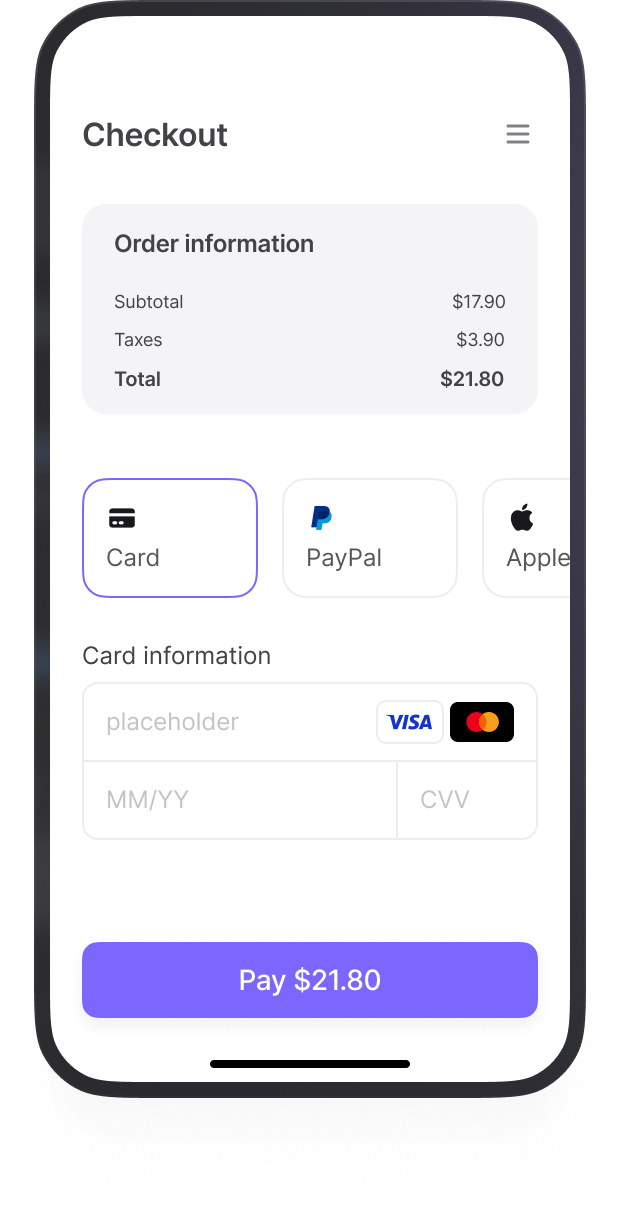 Checkout
Order information
Subtotal $17.90
Taxes $3.90
Total $21.80
Card PayPal Apple
Card information
placeholder VISA
MM/YY CVV
Pay $21.80